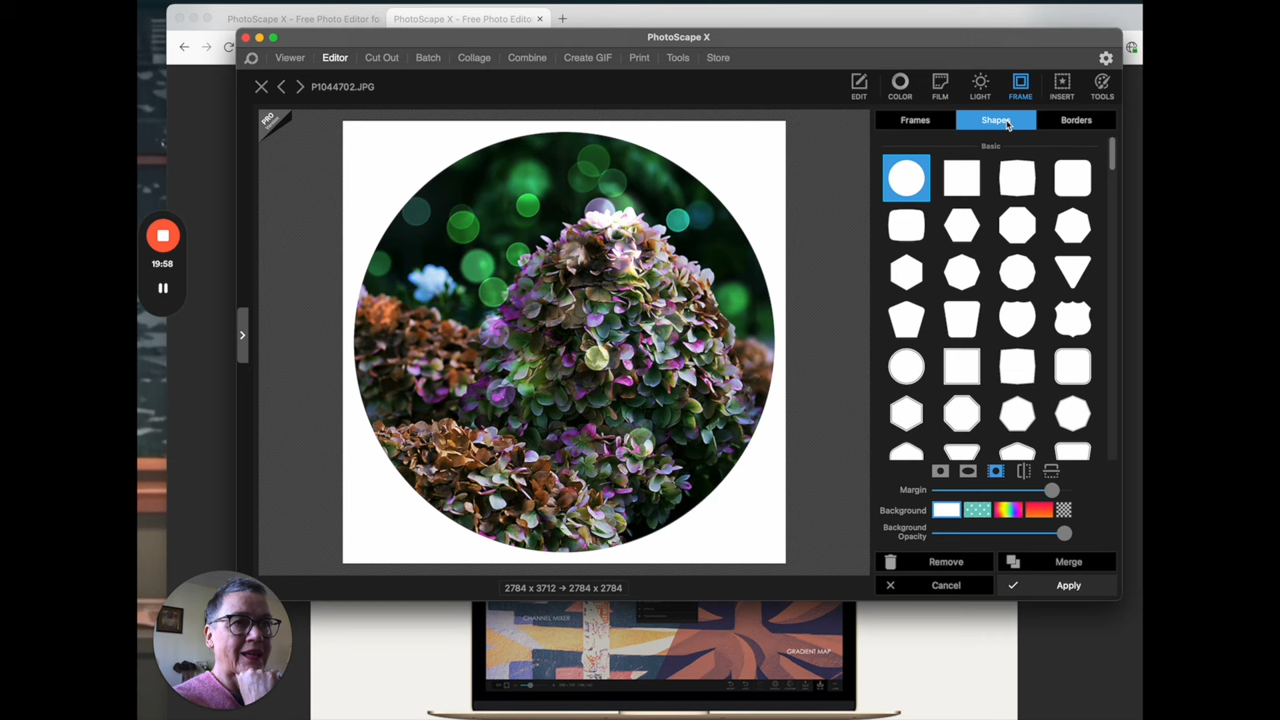 PhotoScape X - Free Photo Editor fo
PhotoScape X - Free Photo Edito
PhotoScape X
Viewer
Editor
Cut Out
Batch
Collage
Combine
Create GIF
Print
Tools
Store
P1044702.JPG
EDIT
COLOR
FILM
LIGHT
FRAME
INSERT
TOOLS
PRO
Version
Frames
Shapes
Borders
Basic
19:58
Margin
Background
Background
Opacity
Remove
Merge
Cancel
Apply
2784 x 3712 → 2784 x 2784
CHANNEL MIXER
GRADIENT MAP